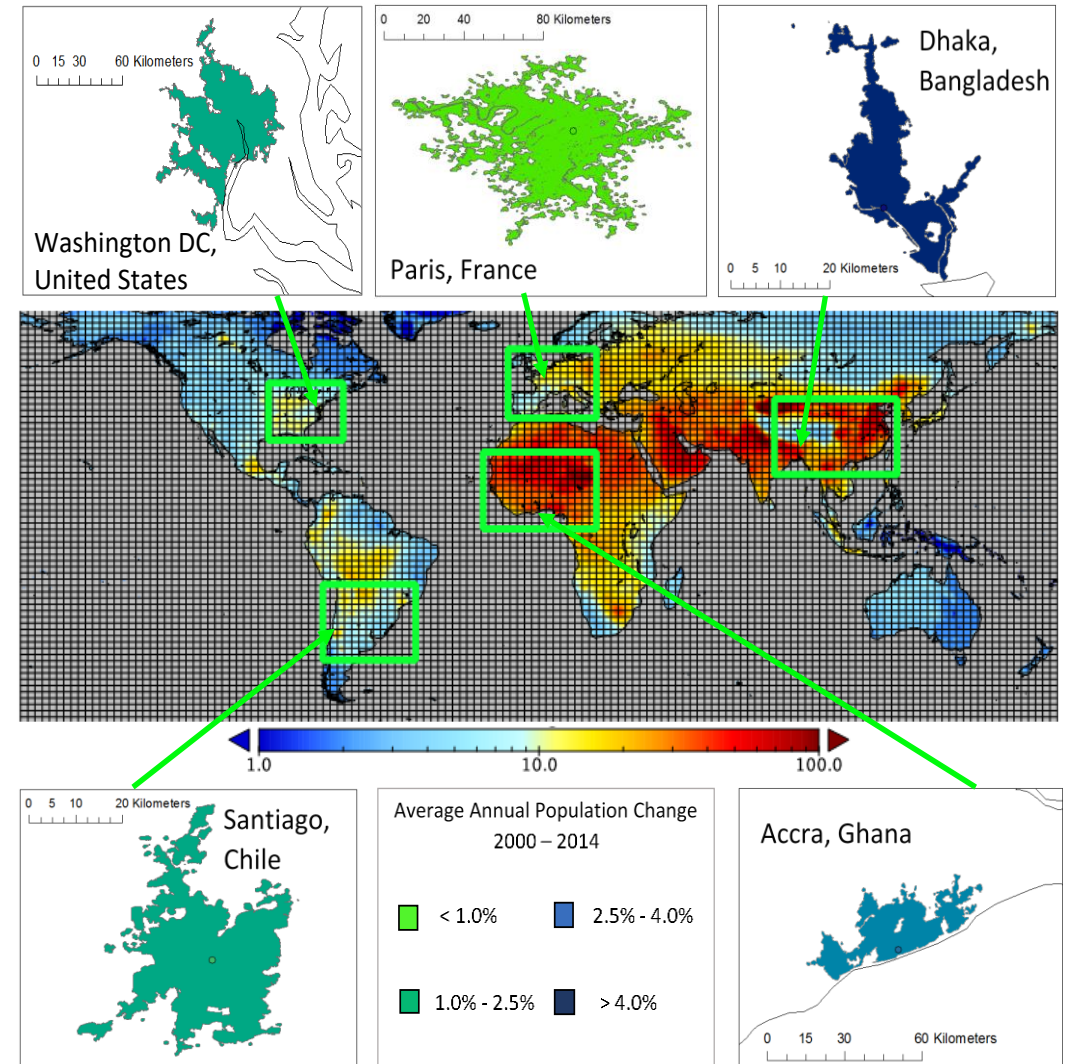 0 15 30 60 Kilometers
Washington DC,
United States
0 20 40 80 Kilometers
Paris, France
Dhaka,
Bangladesh
0 5 10 20 Kilometers
1.0 10.0 100.0
0 5 10 20 Kilometers
Santiago,
Chile
Average Annual Population Change
2000 – 2014
< 1.0% 2.5% - 4.0%
1.0% - 2.5% > 4.0%
Accra, Ghana
0 15 30 60 Kilometers